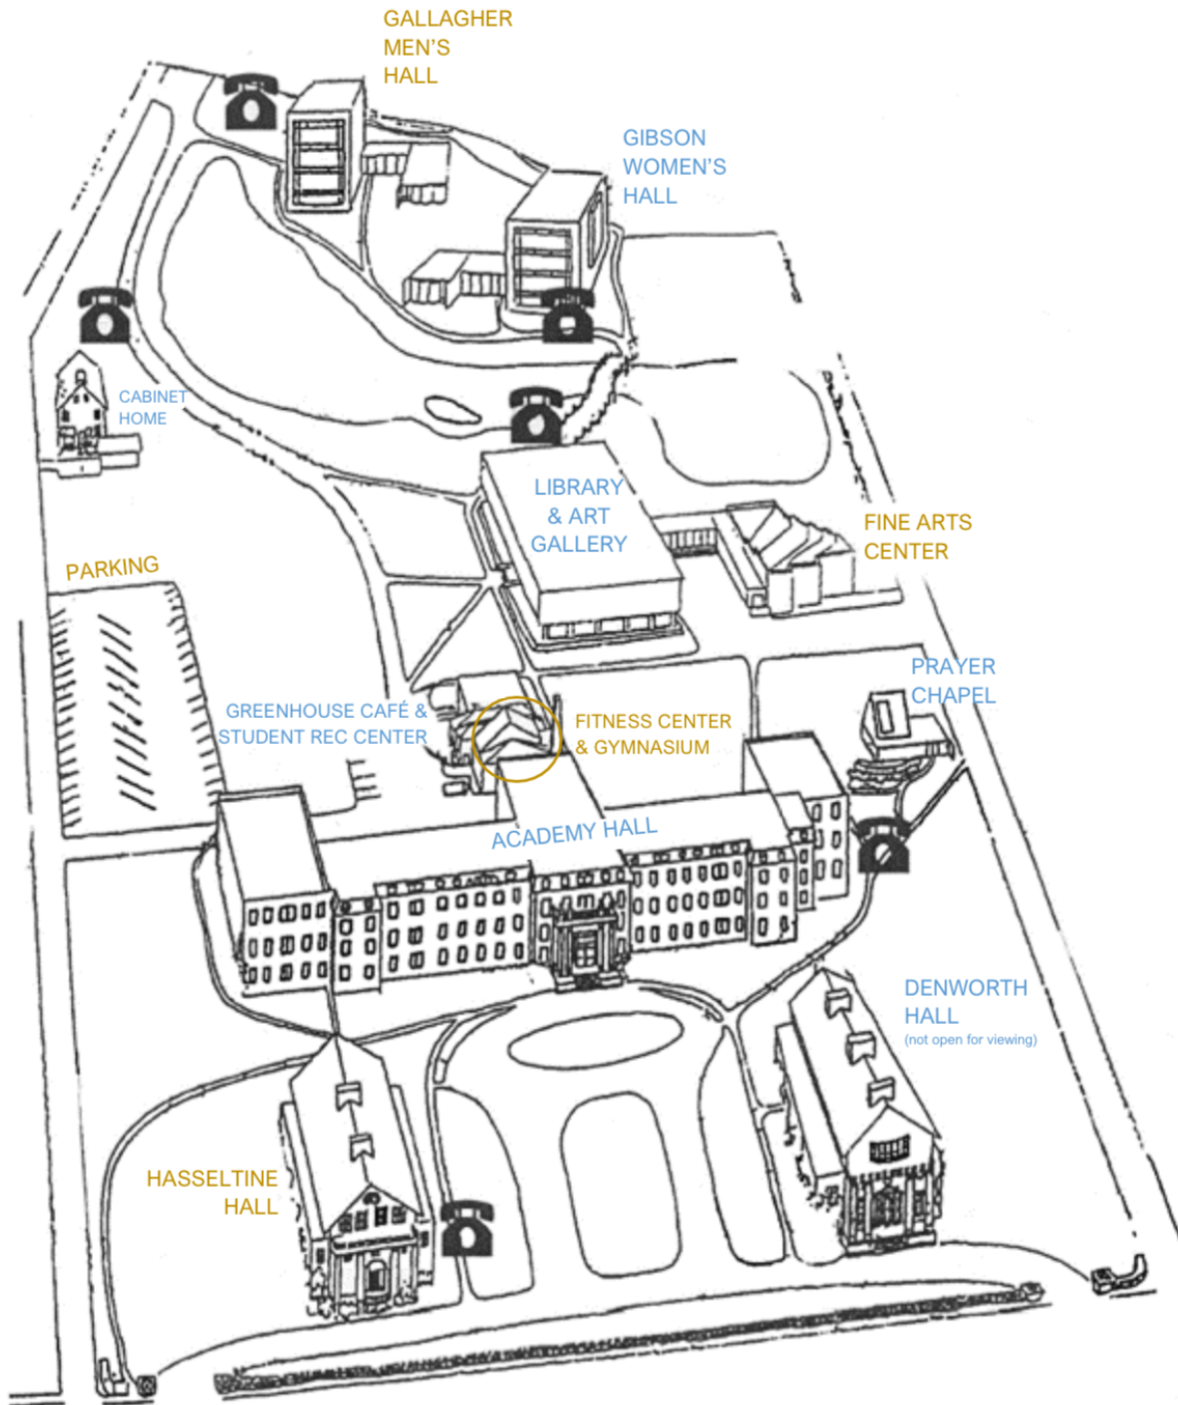 GALLAGHER
MEN'S
HALL
GIBSON
WOMEN'S
HALL
CABINET
HOME
LIBRARY
& ART
GALLERY
FINE ARTS
CENTER
PARKING
PRAYER
CHAPEL
GREENHOUSE CAFÉ &
STUDENT REC CENTER
FITNESS CENTER
& GYMNASIUM
ACADEMY HALL
DENWORTH
HALL
(not open for viewing)
HASSELTINE
HALL